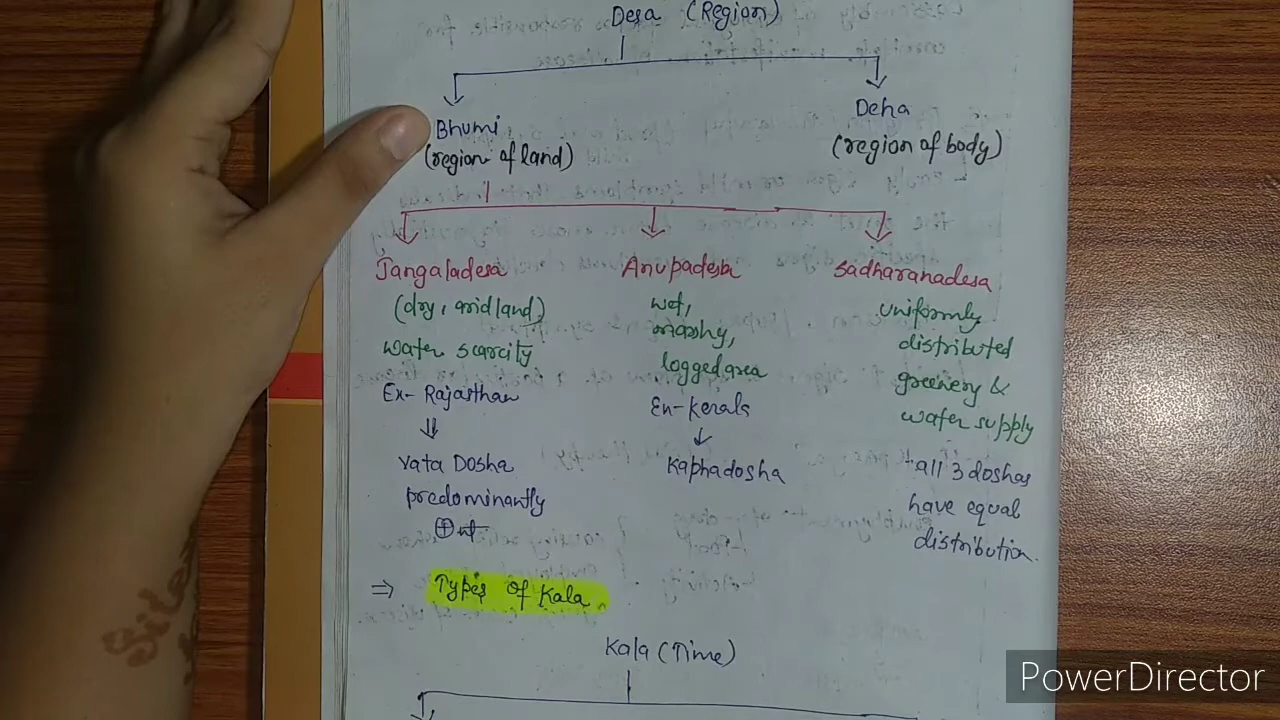 Desa (Region)
Bhumi
(region of land)
Deha
(region of body)
Jangaladesa
(dry, arid land)
water scarcity
Ex- Rajasthan
⇓
Vata Dosha
predominantly
⊕nt
Anupadesa
wet,
marshy,
logged area
Ex- Kerala
↓
Kaphadosha
Sadharanadesa
uniformly
distributed
greenery &
water supply
all 3 doshas
have equal
distribution.
⇒ Types of Kala
Kala (Time)
PowerDirector